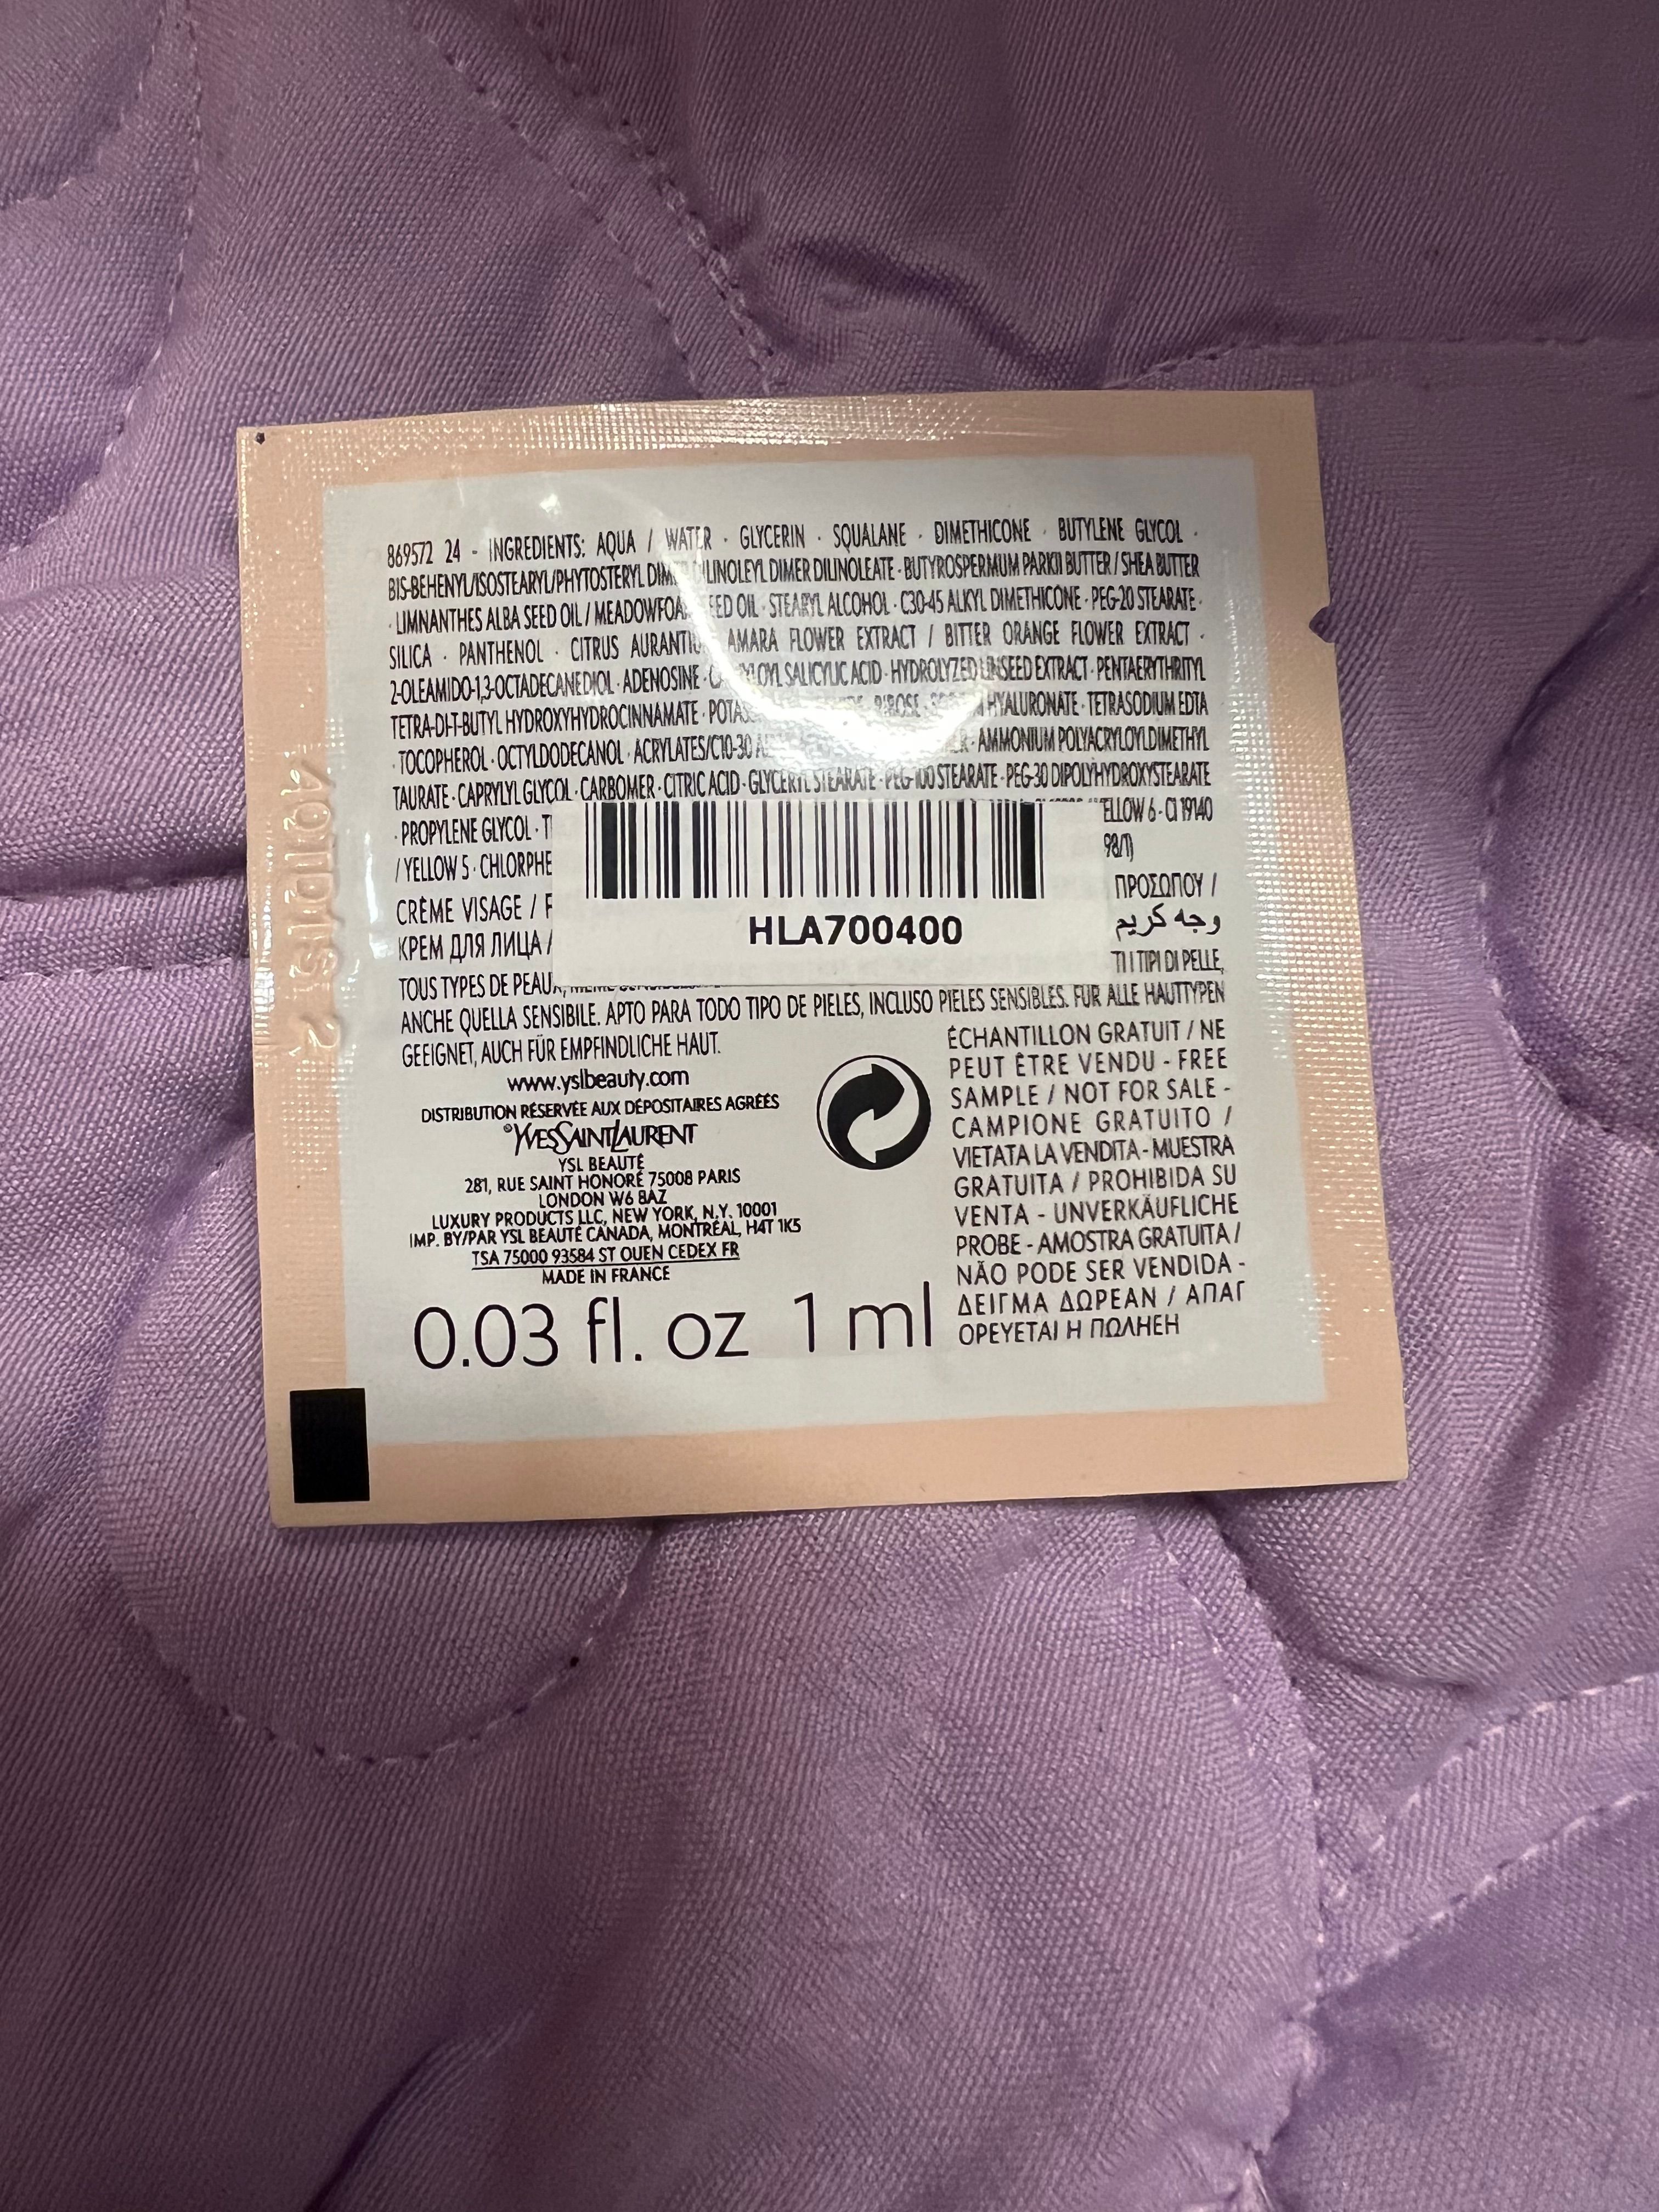 869572 24 - INGREDIENTS: AQUA / WATER · GLYCERIN · SQUALANE · DIMETHICONE · BUTYLENE GLYCOL ·
BIS-BEHENYL/ISOSTEARYL/PHYTOSTERYL DIMER DILINOLEYL DIMER DILINOLEATE · BUTYROSPERMUM PARKII BUTTER / SHEA BUTTER
· LIMNANTHES ALBA SEED OIL / MEADOWFOAM SEED OIL · STEARYL ALCOHOL · C30-45 ALKYL DIMETHICONE · PEG-20 STEARATE ·
SILICA · PANTHENOL · CITRUS AURANTIUM AMARA FLOWER EXTRACT / BITTER ORANGE FLOWER EXTRACT ·
2-OLEAMIDO-1,3-OCTADECANEDIOL · ADENOSINE · SALICYLIC ACID · HYDROLYZED LINSEED EXTRACT · PENTAERYTHRITYL
TETRA-DI-T-BUTYL HYDROXYHYDROCINNAMATE · RIBOSE · HYALURONATE · TETRASODIUM EDTA
· TOCOPHEROL · OCTYLDODECANOL · ACRYLATES/C10-30 · AMMONIUM POLYACRYLOYLDIMETHYL
TAURATE · CAPRYLYL GLYCOL · CARBOMER · CITRIC ACID · GLYCERYL STEARATE · PEG-100 STEARATE · PEG-30 DIPOLYHYDROXYSTEARATE
· PROPYLENE GLYCOL · T ELLOW 6 · CI 19140
/ YELLOW 5 · CHLORPHE 98/1)
CRÈME VISAGE / F ΠΡΟΣΩΠΟΥ /
КРЕМ ДЛЯ ЛИЦА / وجه كريم
HLA700400
TOUS TYPES DE PEAUX, TI I TIPI DI PELLE,
ANCHE QUELLA SENSIBILE. APTO PARA TODO TIPO DE PIELES, INCLUSO PIELES SENSIBLES. FÜR ALLE HAUTTYPEN
GEEIGNET, AUCH FÜR EMPFINDLICHE HAUT.
www.yslbeauty.com
DISTRIBUTION RÉSERVÉE AUX DÉPOSITAIRES AGRÉÉS
®YVESSAINTLAURENT
YSL BEAUTÉ
281, RUE SAINT HONORÉ 75008 PARIS
LONDON W6 8AZ
LUXURY PRODUCTS LLC, NEW YORK, N.Y. 10001
IMP. BY/PAR YSL BEAUTÉ CANADA, MONTRÉAL, H4T 1K5
TSA 75000 93584 ST OUEN CEDEX FR
MADE IN FRANCE
0.03 fl. oz 1 ml
ÉCHANTILLON GRATUIT / NE
PEUT ÊTRE VENDU - FREE
SAMPLE / NOT FOR SALE -
CAMPIONE GRATUITO /
VIETATA LA VENDITA - MUESTRA
GRATUITA / PROHIBIDA SU
VENTA - UNVERKÄUFLICHE
PROBE - AMOSTRA GRATUITA /
NÃO PODE SER VENDIDA -
ΔΕΙΓΜΑ ΔΩΡΕΑΝ / ΑΠΑΓ
ΟΡΕΥΕΤΑΙ Η ΠΩΛΗΕΗ